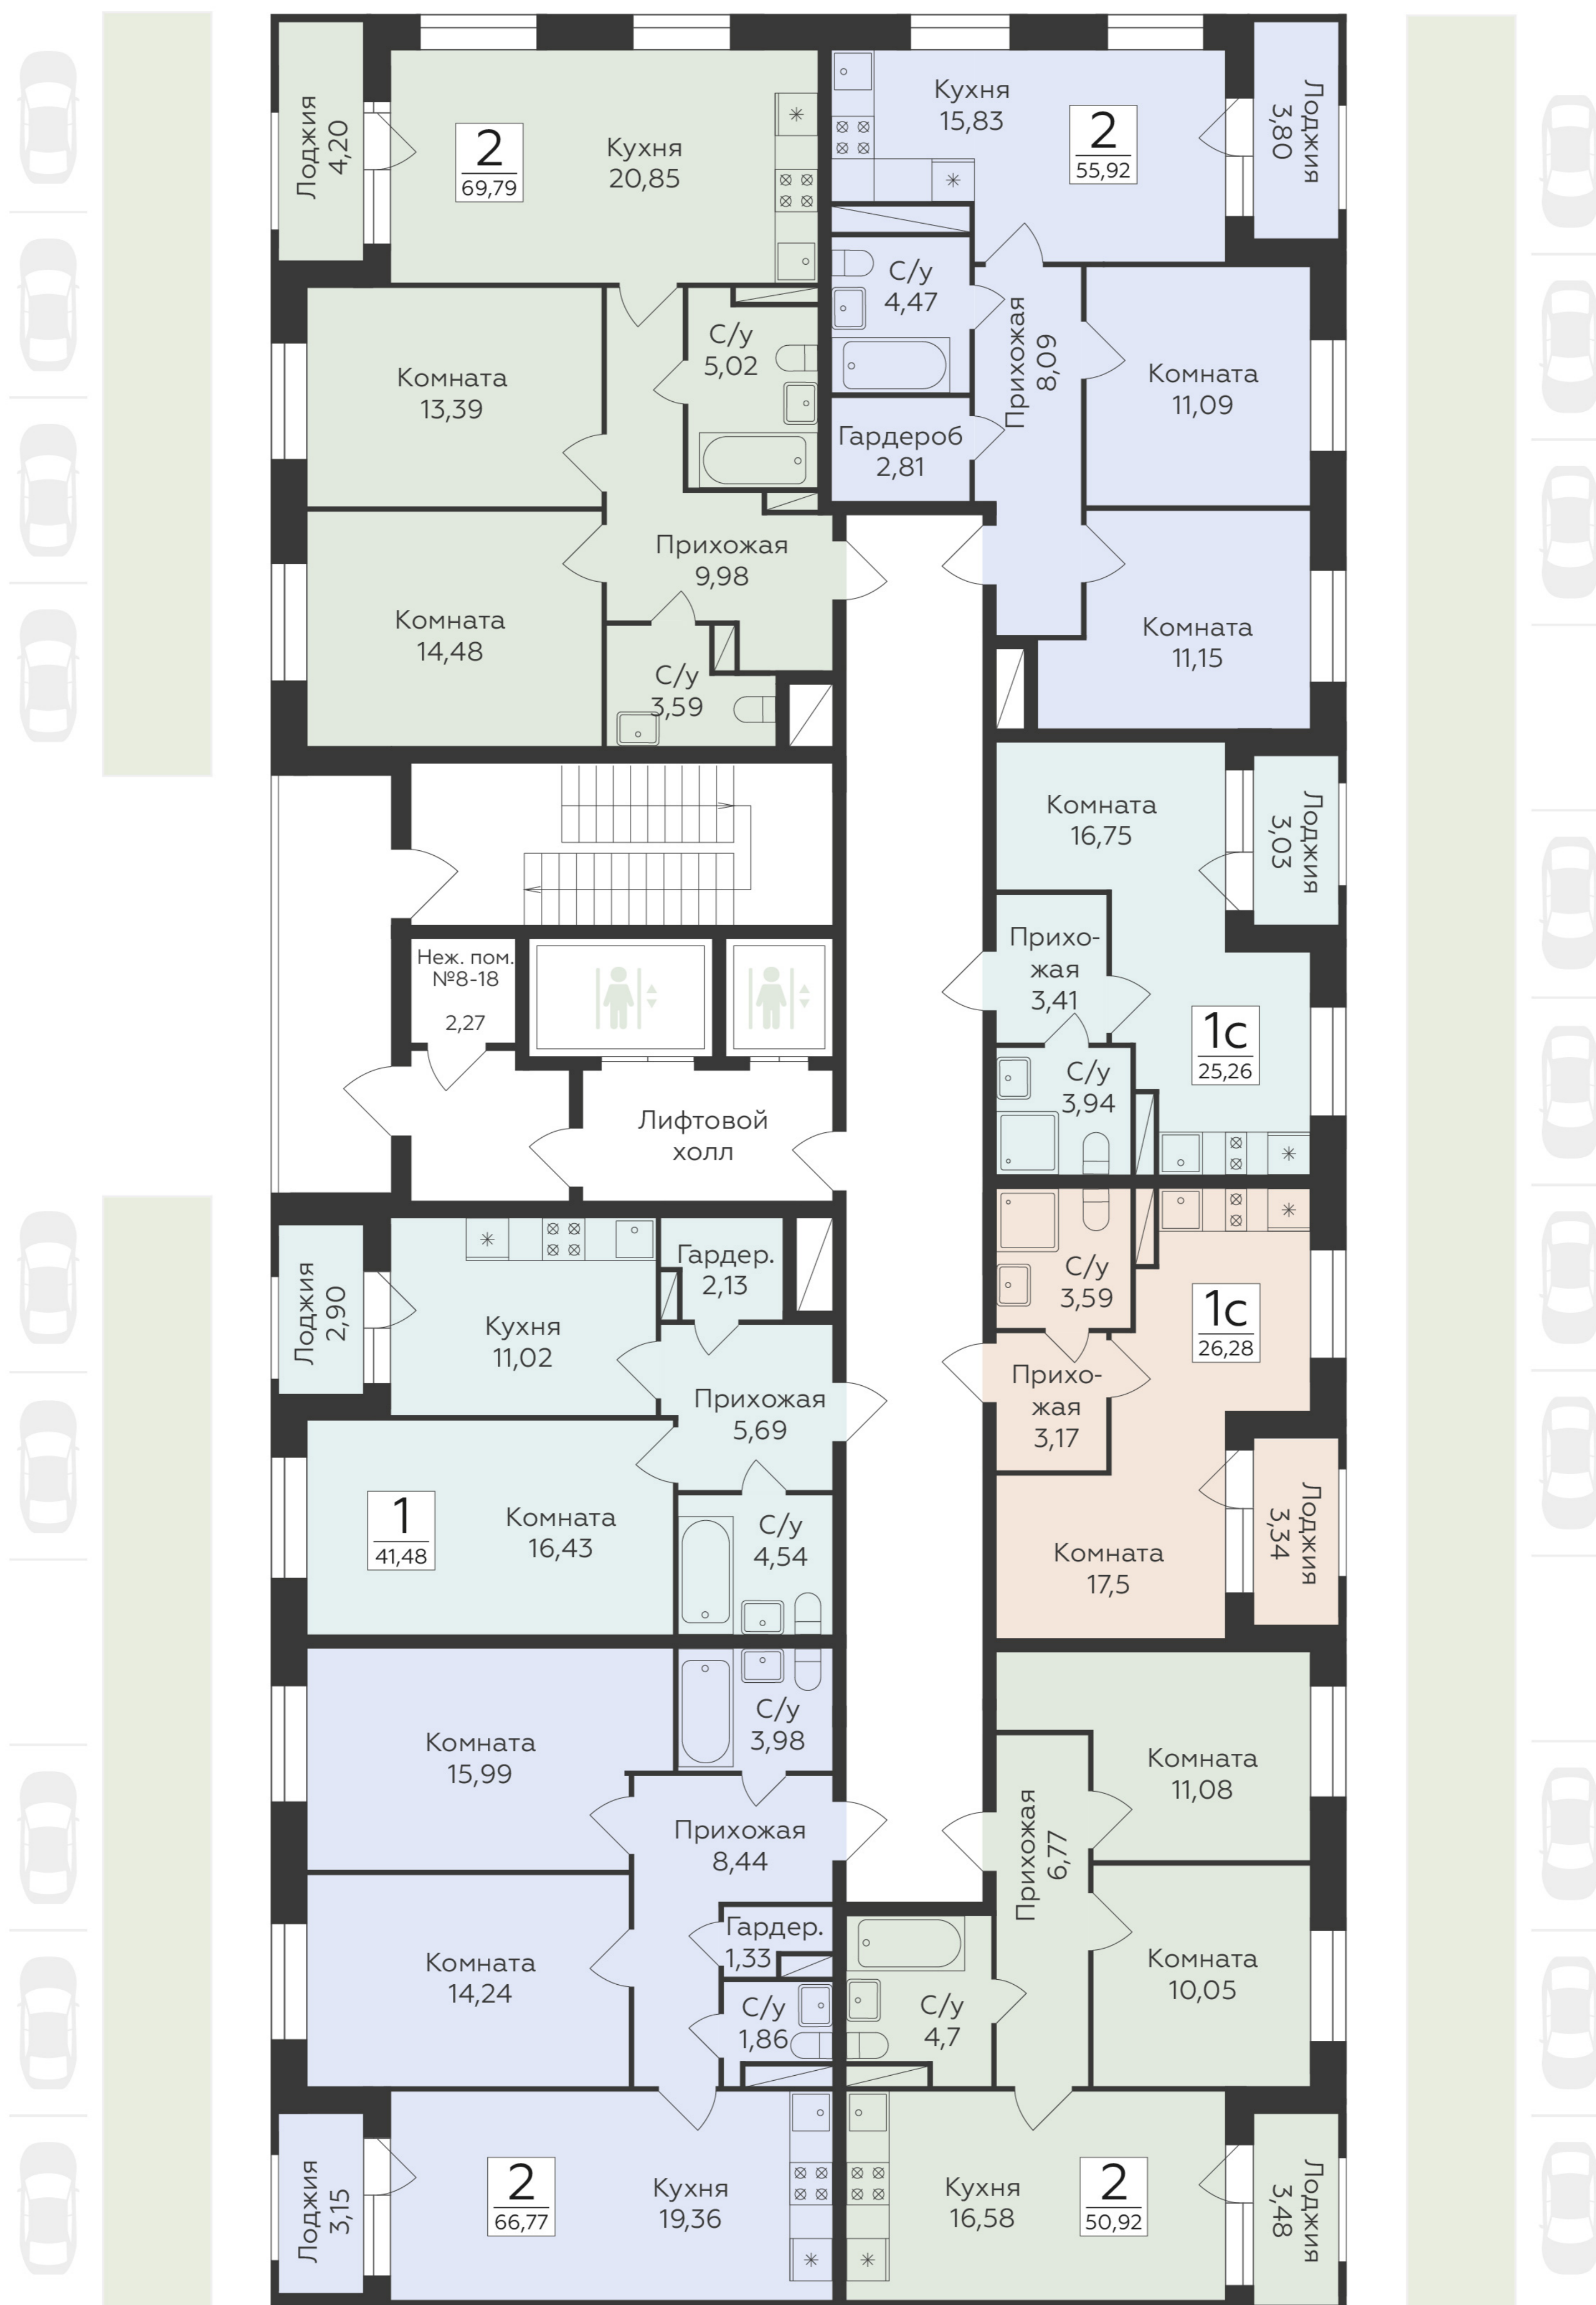 Лоджия
4,20
2
69,79
Кухня
20,85
Комната
13,39
С/у
5,02
Комната
14,48
Прихожая
9,98
С/у
3,59
Кухня
15,83
2
55,92
Лоджия
3,80
С/у
4,47
Прихожая
8,09
Гардероб
2,81
Комната
11,09
Комната
11,15
Комната
16,75
Лоджия
3,03
Прихо-
жая
3,41
1с
25,26
С/у
3,94
Неж. пом.
№8-18
2,27
Лифтовой
холл
Лоджия
2,90
Кухня
11,02
Гардер.
2,13
Прихожая
5,69
1
41,48
Комната
16,43
С/у
4,54
С/у
3,59
1с
26,28
Прихо-
жая
3,17
Комната
17,5
Лоджия
3,34
Комната
15,99
С/у
3,98
Прихожая
8,44
Комната
14,24
Гардер.
1,33
С/у
1,86
Лоджия
3,15
2
66,77
Кухня
19,36
Комната
11,08
Прихожая
6,77
Комната
10,05
С/у
4,7
Кухня
16,58
2
50,92
Лоджия
3,48